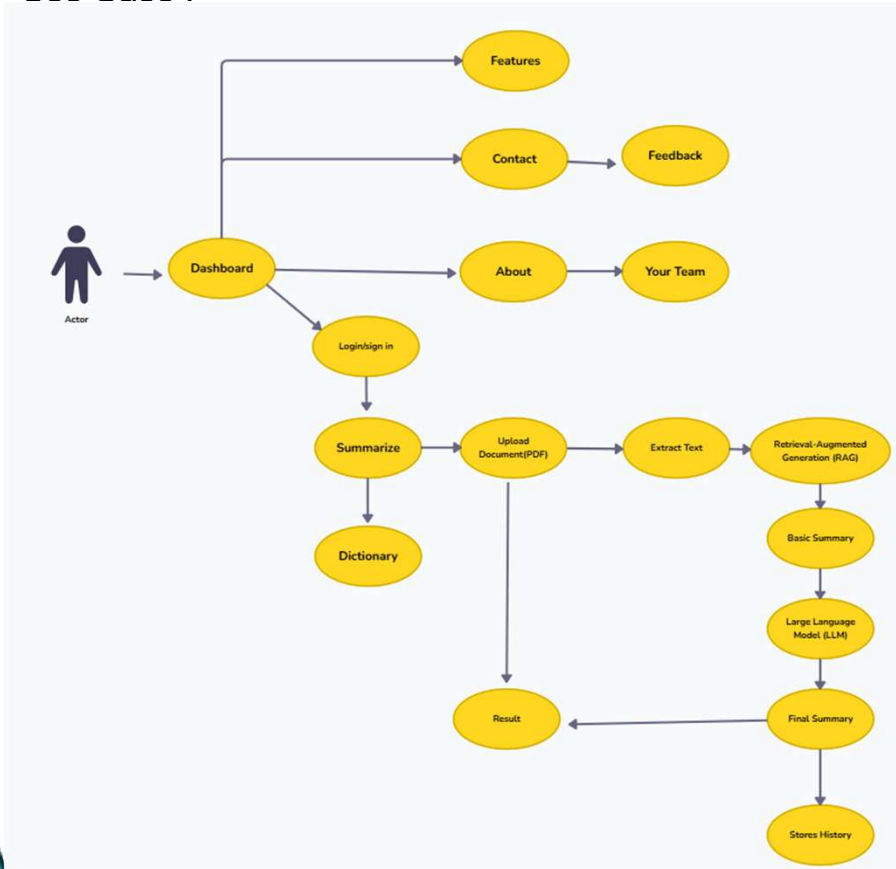 Features
Contact
Feedback
Dashboard
About
Your Team
Actor
Login/sign in
Summarize
Upload
Document(PDF)
Extract Text
Retrieval-Augmented
Generation (RAG)
Basic Summary
Dictionary
Large Language
Model (LLM)
Result
Final Summary
Stores History